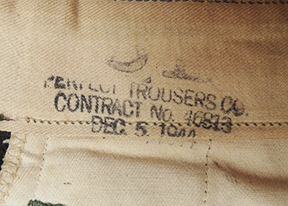 PERFECT TROUSERS CO.
CONTRACT No. 46813
DEC. 5, 1944